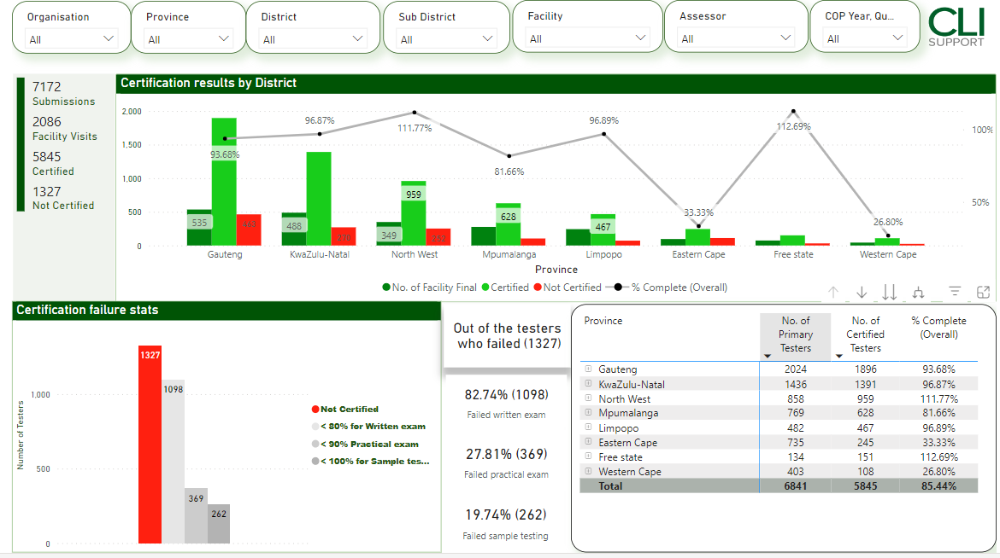 Organisation
All
Province
All
District
All
Sub District
All
Facility
All
Assessor
All
COP Year, Qu...
All
CLI
SUPPORT
7172
Submissions
2086
Facility Visits
5845
Certified
1327
Not Certified
Certification results by District
2,000
1,500
1,000
500
0
100%
50%
93.68%
96.87%
111.77%
81.66%
96.89%
33.33%
112.69%
26.80%
535
488
349
959
252
628
467
Gauteng
KwaZulu-Natal
North West
Mpumalanga
Limpopo
Eastern Cape
Free state
Western Cape
Province
No. of Facility Final
Certified
Not Certified
% Complete (Overall)
Certification failure stats
Number of Testers
1,000
500
0
1327
1098
369
262
Not Certified
< 80% for Written exam
< 90% Practical exam
< 100% for Sample tes...
Out of the testers
who failed (1327)
82.74% (1098)
Failed written exam
27.81% (369)
Failed practical exam
19.74% (262)
Failed sample testing
Province No. of Primary Testers No. of Certified Testers % Complete (Overall)
Gauteng 2024 1896 93.68%
KwaZulu-Natal 1436 1391 96.87%
North West 858 959 111.77%
Mpumalanga 769 628 81.66%
Limpopo 482 467 96.89%
Eastern Cape 735 245 33.33%
Free state 134 151 112.69%
Western Cape 403 108 26.80%
Total 6841 5845 85.44%